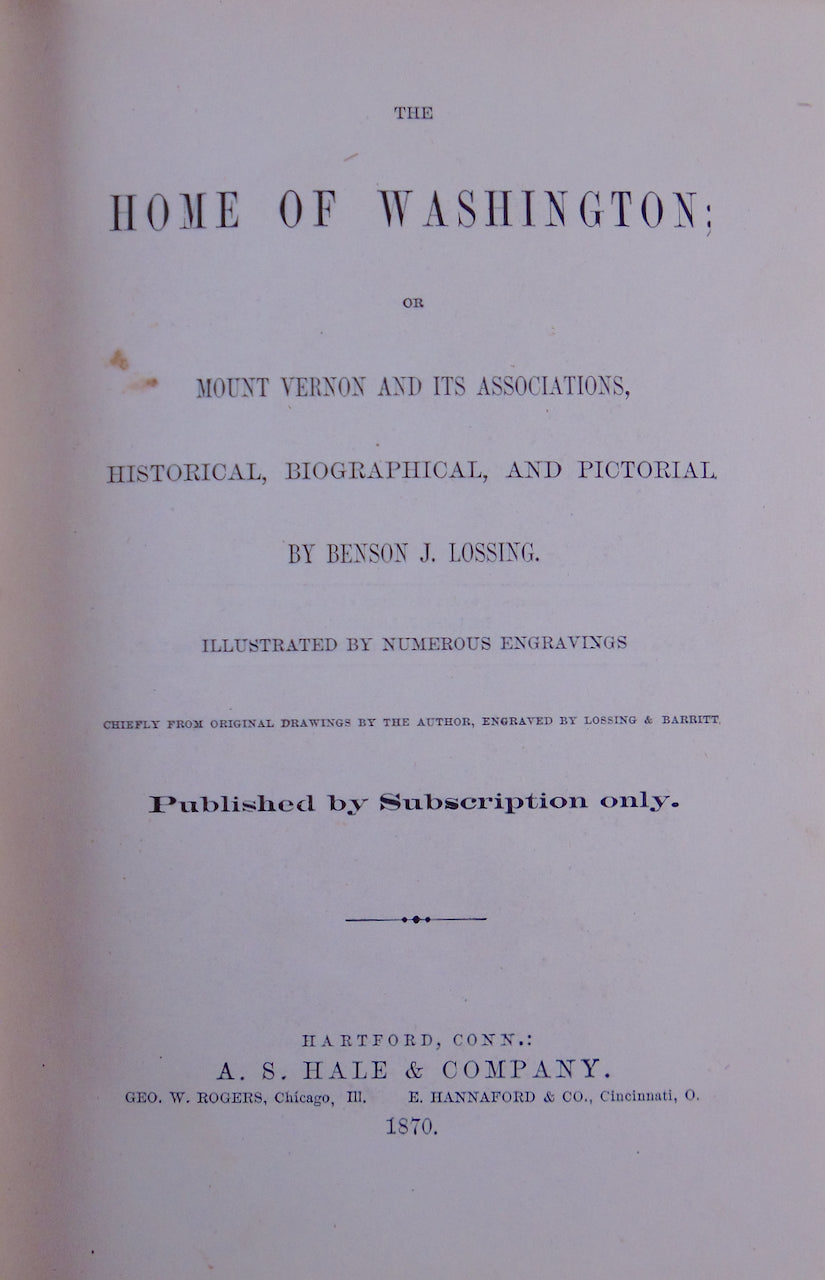 THE
HOME OF WASHINGTON;
OR
MOUNT VERNON AND ITS ASSOCIATIONS,
HISTORICAL, BIOGRAPHICAL, AND PICTORIAL
BY BENSON J. LOSSING.
ILLUSTRATED BY NUMEROUS ENGRAVINGS
CHIEFLY FROM ORIGINAL DRAWINGS BY THE AUTHOR, ENGRAVED BY LOSSING & BARRITT.
Published by Subscription only.
HARTFORD, CONN.:
A. S. HALE & COMPANY.
GEO. W. ROGERS, Chicago, Ill. E. HANNAFORD & CO., Cincinnati, O.
1870.